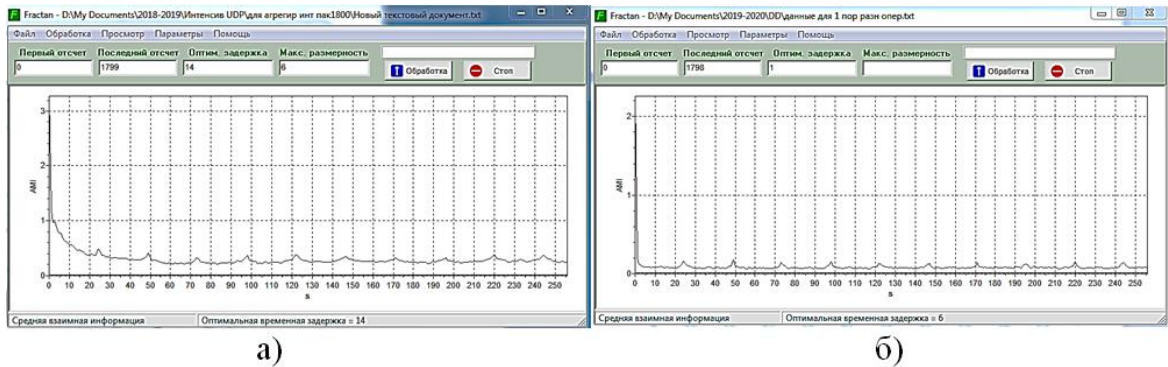 Fractan - D:\My Documents\2018-2019\Интенсив UDP\для агрегир инт пак1800\Новый текстовый документ.txt
Файл Обработка Просмотр Параметры Помощь
Первый отсчет Последний отсчет Оптим. задержка Макс. размерность
0 1799 14 6 Обработка Стоп
3
2
1
0
AMI
0 10 20 30 40 50 60 70 80 90 100 110 120 130 140 150 160 170 180 190 200 210 220 230 240 250
s
Средняя взаимная информация Оптимальная временная задержка = 14
а)
Fractan - D:\My Documents\2019-2020\DD\данные для 1 пор разн опер.txt
Файл Обработка Просмотр Параметры Помощь
Первый отсчет Последний отсчет Оптим. задержка Макс. размерность
0 1798 1 Обработка Стоп
2
1
0
AMI
0 10 20 30 40 50 60 70 80 90 100 110 120 130 140 150 160 170 180 190 200 210 220 230 240 250
s
Средняя взаимная информация Оптимальная временная задержка = 6
б)